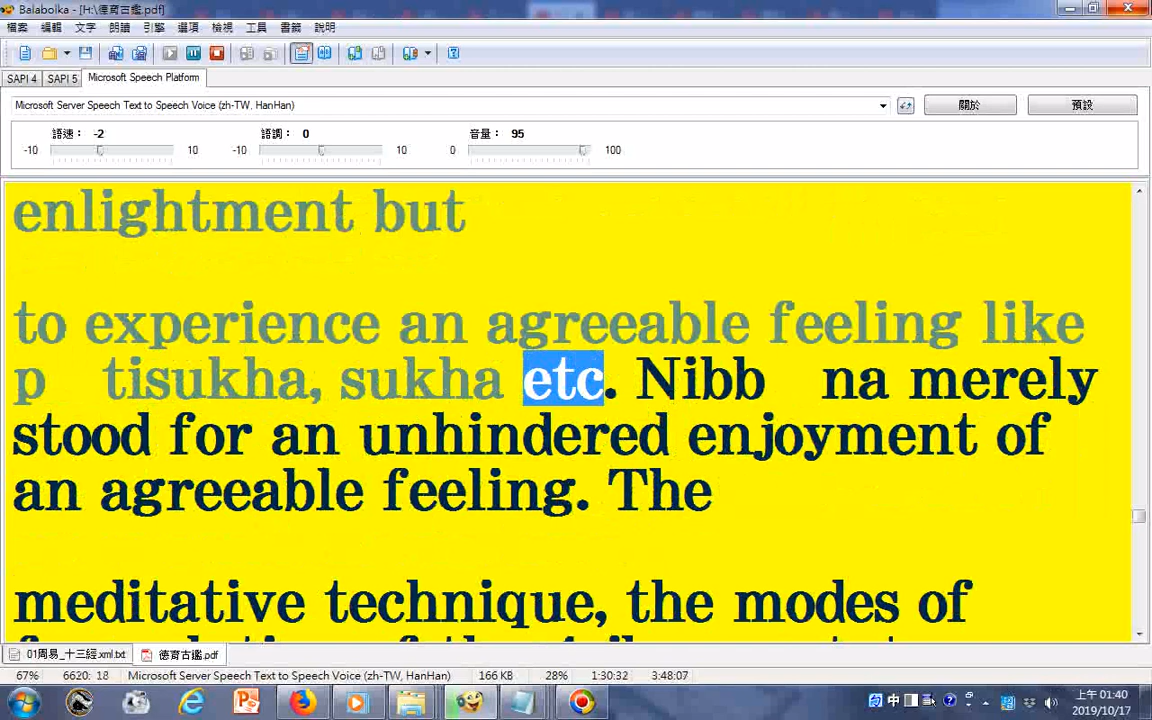 Balabolka - [H:\德育古鑑.pdf]
檔案 編輯 文字 朗讀 引擎 選項 檢視 工具 書籤 說明
SAPI 4 SAPI 5 Microsoft Speech Platform
Microsoft Server Speech Text to Speech Voice (zh-TW, HanHan) 關於 預設
語速： -2 語調： 0 音量： 95
-10 10 -10 10 0 100
enlightment but
to experience an agreeable feeling like
p tisukha, sukha etc. Nibb na merely
stood for an unhindered enjoyment of
an agreeable feeling. The
meditative technique, the modes of
01周易_十三經.xml.txt 德育古鑑.pdf
67% 6620: 18 Microsoft Server Speech Text to Speech Voice (zh-TW, HanHan) 166 KB 28% 1:30:32 3:48:07
中 上午 01:40
2019/10/17